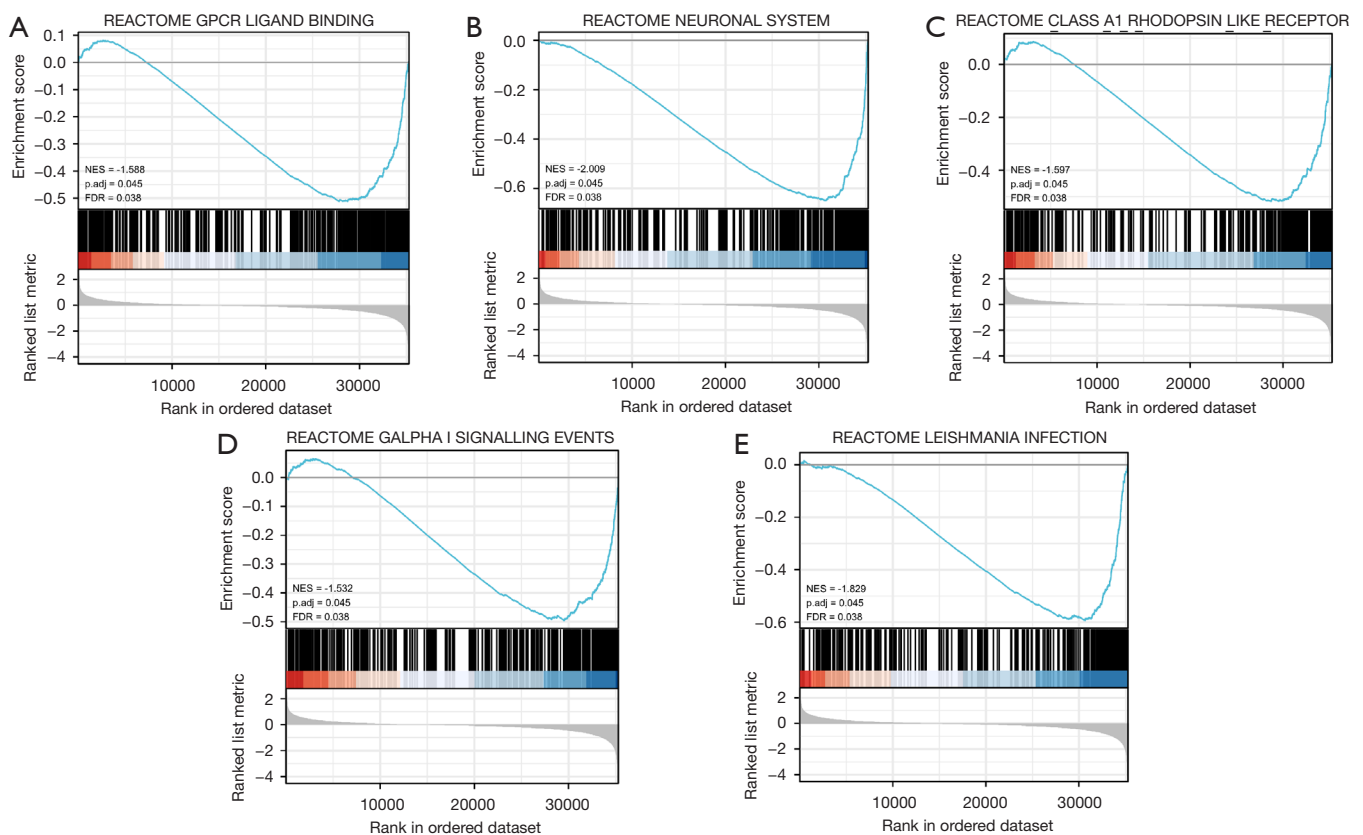 A
REACTOME GPCR LIGAND BINDING
Enrichment score
0.1
0.0
−0.1
−0.2
−0.3
−0.4
−0.5
NES = -1.588
p.adj = 0.045
FDR = 0.038
Ranked list metric
2
0
−2
−4
10000 20000 30000
Rank in ordered dataset
B
REACTOME NEURONAL SYSTEM
Enrichment score
0.0
−0.2
−0.4
−0.6
NES = -2.009
p.adj = 0.045
FDR = 0.038
Ranked list metric
2
0
−2
−4
10000 20000 30000
Rank in ordered dataset
C
REACTOME CLASS A1 RHODOPSIN LIKE RECEPTOR
Enrichment score
0.0
−0.2
−0.4
NES = -1.597
p.adj = 0.045
FDR = 0.038
Ranked list metric
2
0
−2
−4
10000 20000 30000
Rank in ordered dataset
D
REACTOME GALPHA I SIGNALLING EVENTS
Enrichment score
0.0
−0.1
−0.2
−0.3
−0.4
−0.5
NES = -1.532
p.adj = 0.045
FDR = 0.038
Ranked list metric
2
0
−2
−4
10000 20000 30000
Rank in ordered dataset
E
REACTOME LEISHMANIA INFECTION
Enrichment score
0.0
−0.2
−0.4
−0.6
NES = -1.829
p.adj = 0.045
FDR = 0.038
Ranked list metric
2
0
−2
−4
10000 20000 30000
Rank in ordered dataset